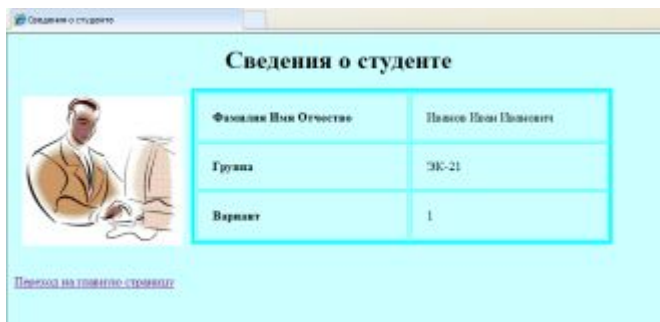 Сведения о студенте
Сведения о студенте
Фамилия Имя Отчество Иванов Иван Иванович
Группа ЭК-21
Вариант 1
Переход на главную страницу